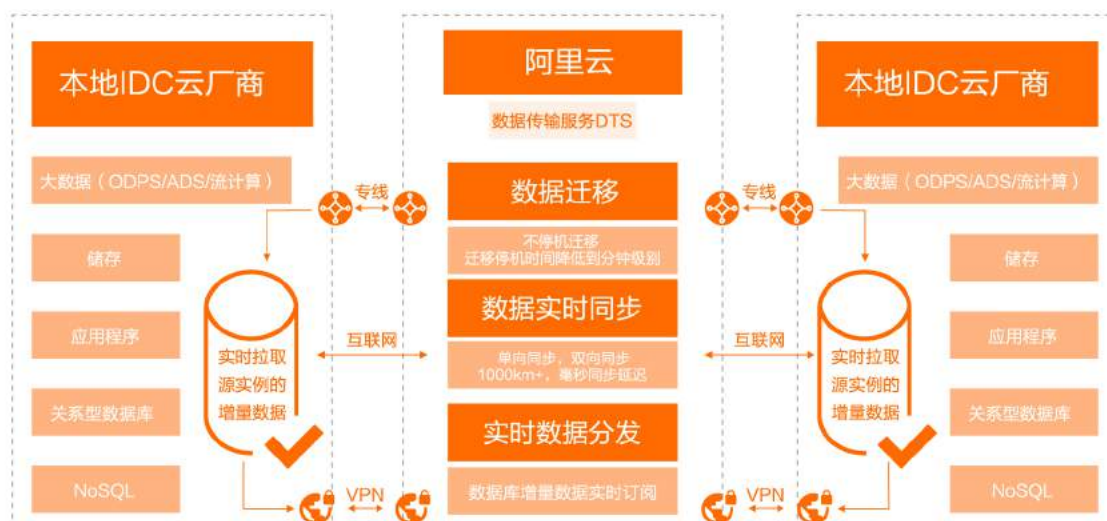 本地IDC云厂商
大数据（ODPS/ADS/流计算）
储存
应用程序
关系型数据库
NoSQL
实时拉取
源实例的
增量数据
专线
互联网
VPN
阿里云
数据传输服务DTS
数据迁移
不停机迁移
迁移停机时间降低到分钟级别
数据实时同步
单向同步，双向同步
1000km+，毫秒同步延迟
实时数据分发
数据库增量数据实时订阅
专线
互联网
VPN
本地IDC云厂商
大数据（ODPS/ADS/流计算）
实时拉取
源实例的
增量数据
储存
应用程序
关系型数据库
NoSQL